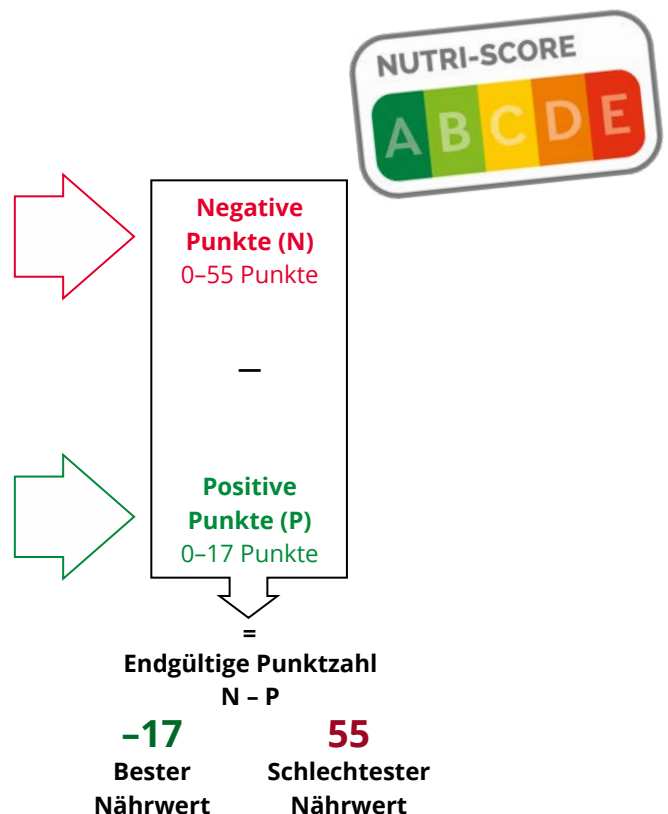 NUTRI-SCORE
A B C D E
Negative
Punkte (N)
0–55 Punkte
–
Positive
Punkte (P)
0–17 Punkte
=
Endgültige Punktzahl
N – P
–17 55
Bester Schlechtester
Nährwert Nährwert